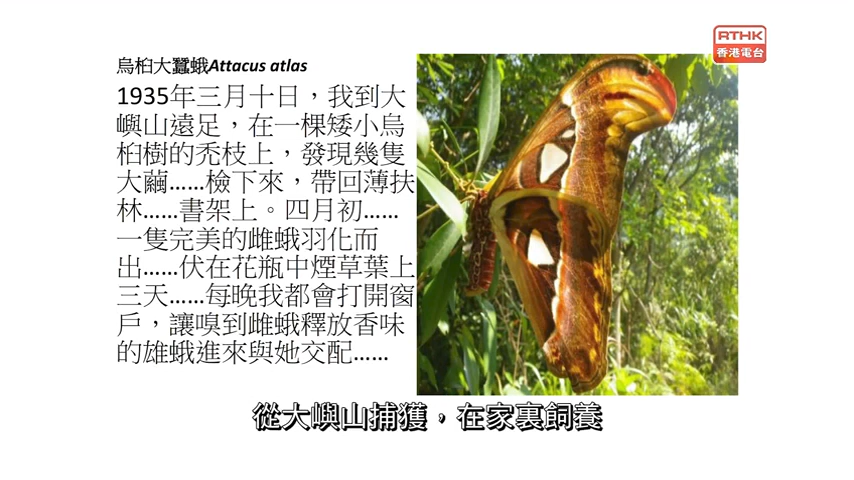 RTHK
香港電台
烏桕大蠶蛾Attacus atlas
1935年三月十日，我到大
嶼山遠足，在一棵矮小烏
桕樹的禿枝上，發現幾隻
大繭……檢下來，帶回薄扶
林……書架上。四月初……
一隻完美的雌蛾羽化而
出……伏在花瓶中煙草葉上
三天……每晚我都會打開窗
戶，讓嗅到雌蛾釋放香味
的雄蛾進來與她交配……
從大嶼山捕獲，在家裏飼養